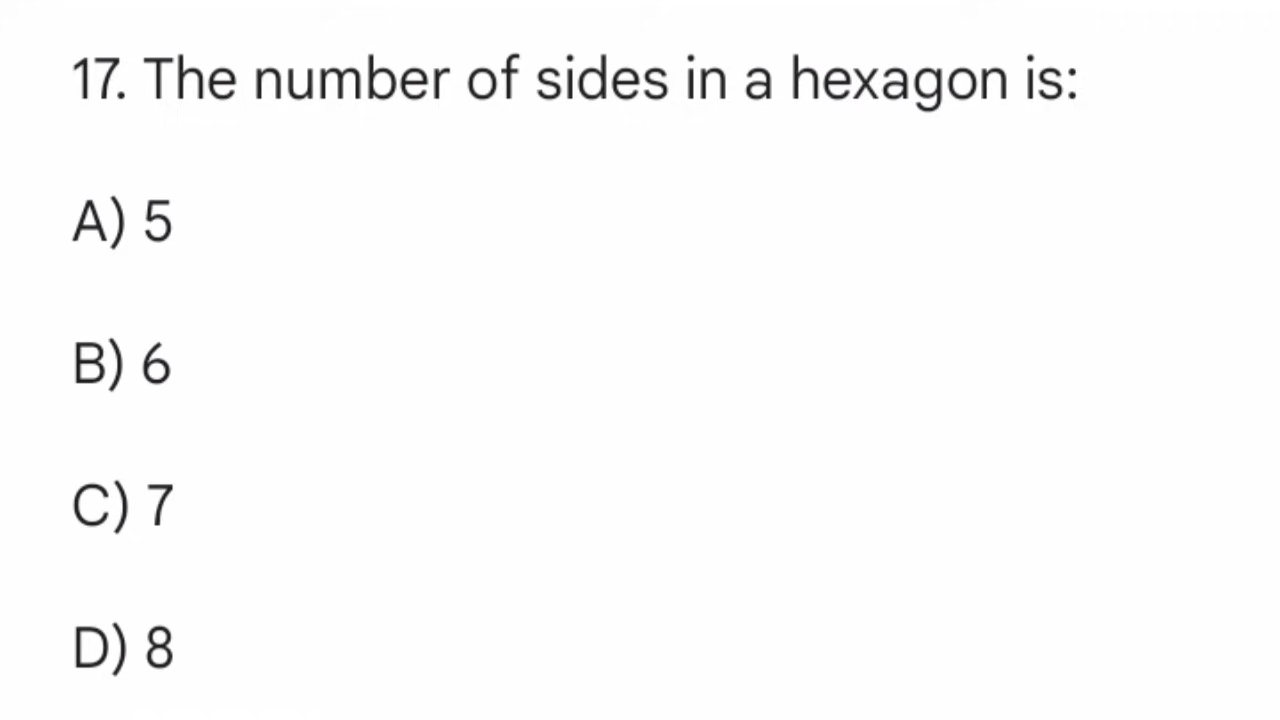 17. The number of sides in a hexagon is:
A) 5
B) 6
C) 7
D) 8